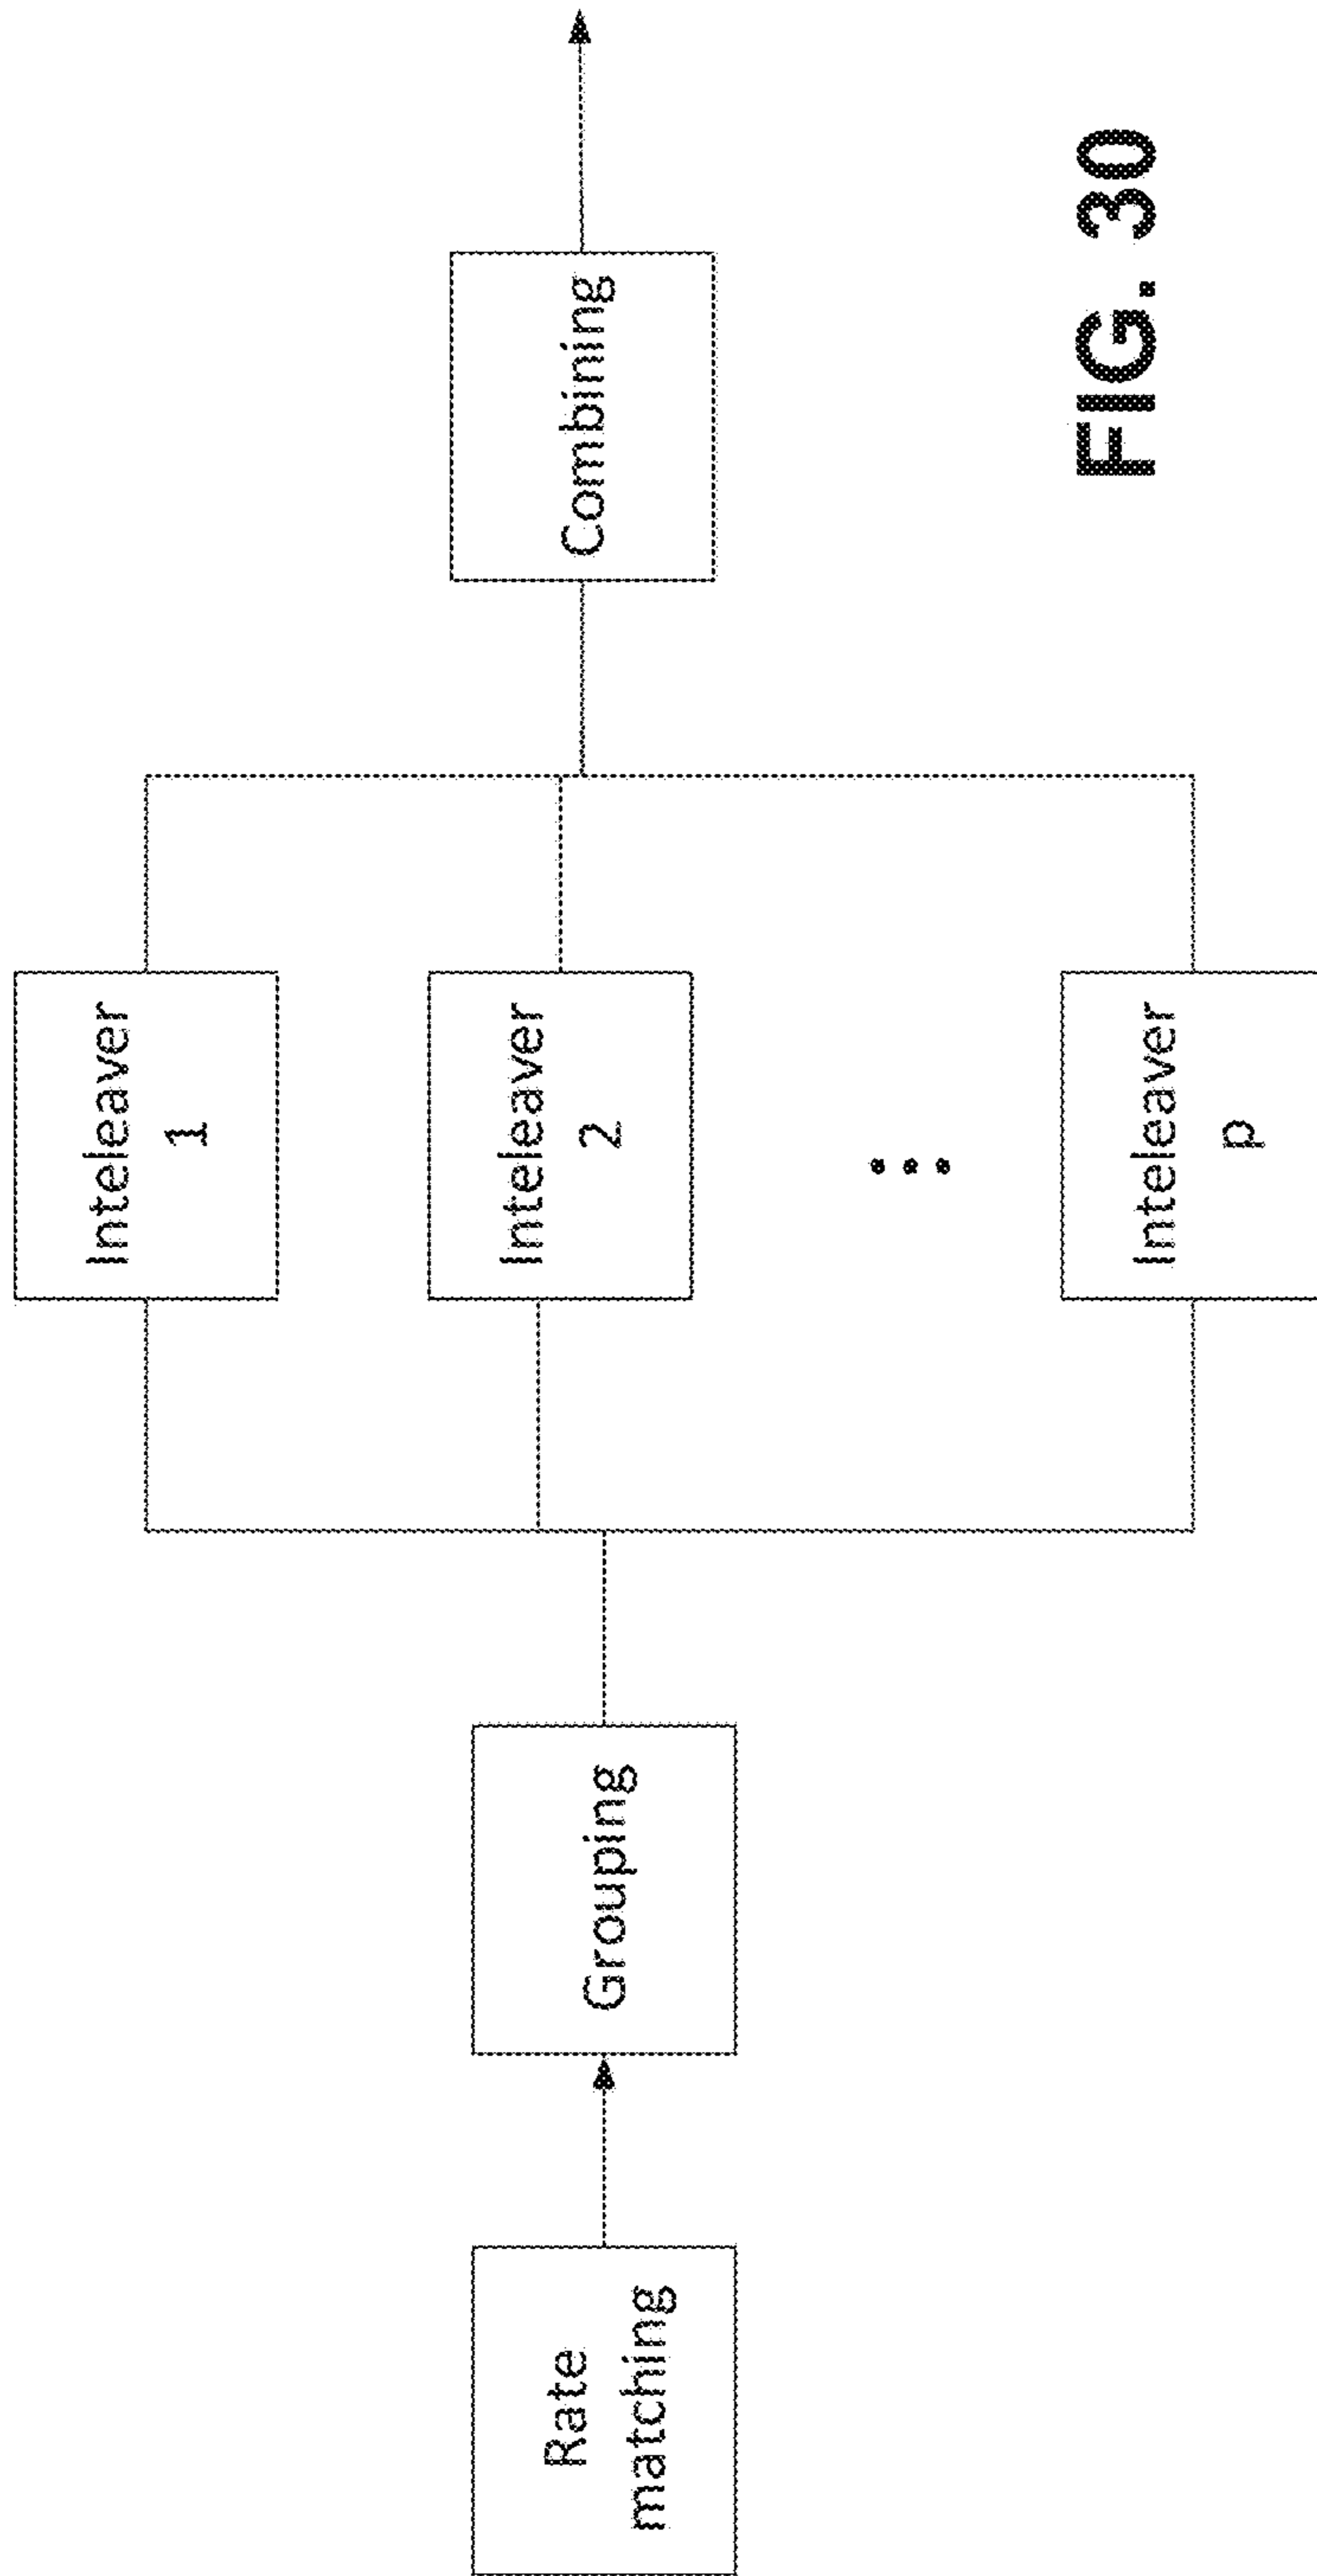 Rate
matching
Grouping
Inteleaver
1
Inteleaver
2
...
Inteleaver
p
Combining
FIG. 30